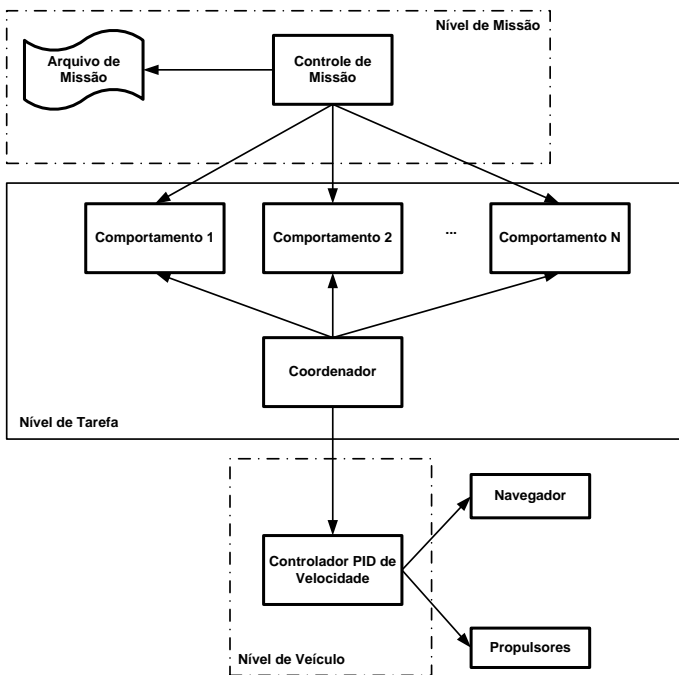 Nível de Missão
Arquivo de
Missão
Controle de
Missão
Comportamento 1
Comportamento 2
...
Comportamento N
Coordenador
Nível de Tarefa
Navegador
Controlador PID de
Velocidade
Propulsores
Nível de Veículo